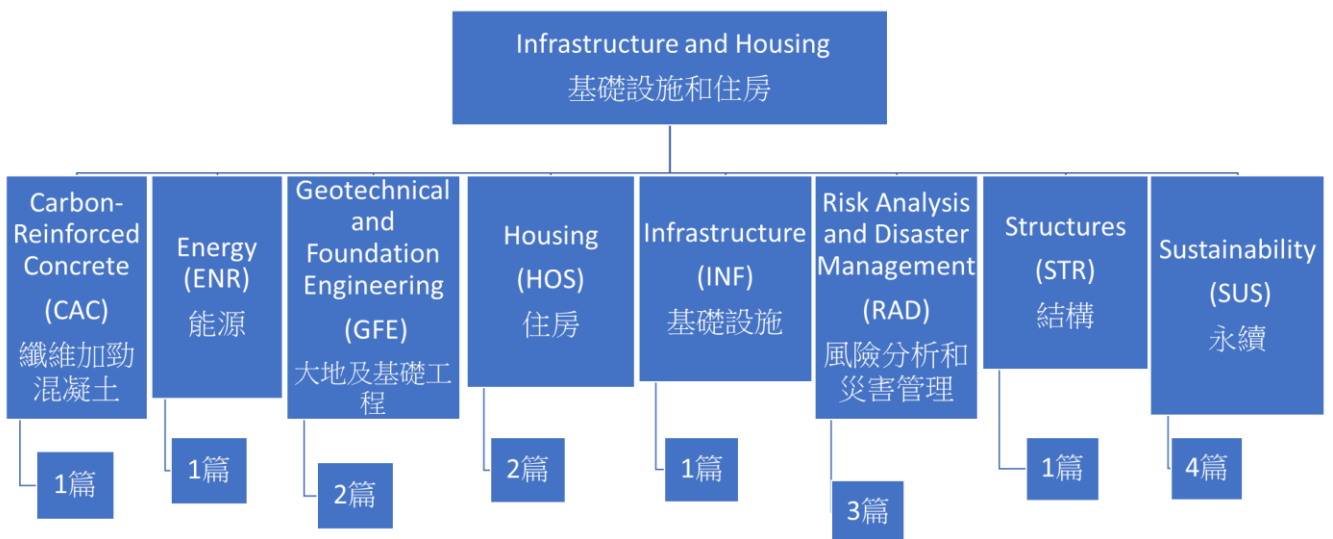 Infrastructure and Housing
基礎設施和住房
Carbon-
Reinforced
Concrete
(CAC)
纖維加勁
混凝土
1篇
Energy
(ENR)
能源
1篇
Geotechnical
and
Foundation
Engineering
(GFE)
大地及基礎工
程
2篇
Housing
(HOS)
住房
2篇
Infrastructure
(INF)
基礎設施
1篇
Risk Analysis
and Disaster
Management
(RAD)
風險分析和
災害管理
3篇
Structures
(STR)
結構
1篇
Sustainability
(SUS)
永續
4篇